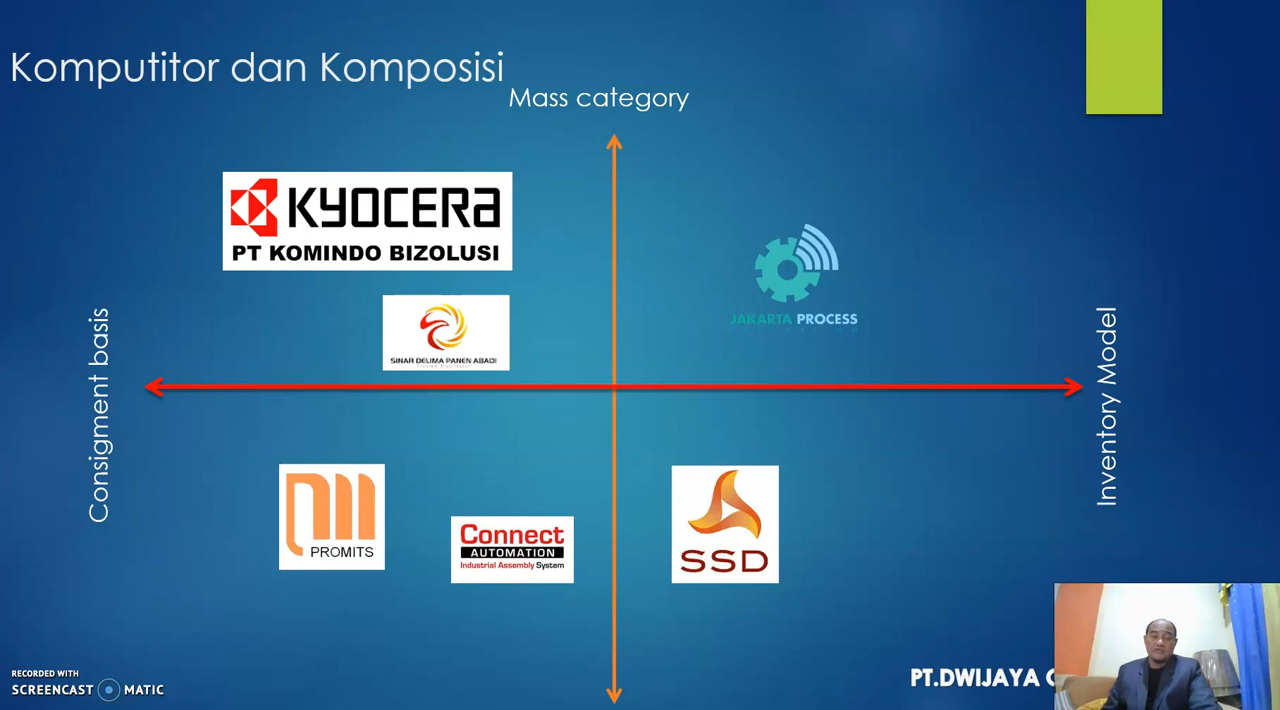 Komputitor dan Komposisi
Mass category
KYOCERA
PT KOMINDO BIZOLUSI
JAKARTA PROCESS
SINAR DELIMA PANEN ABADI
Consigment basis
Inventory Model
PROMITS
Connect
AUTOMATION
Industrial Assembly System
SSD
RECORDED WITH
SCREENCAST MATIC
PT.DWIJAYA